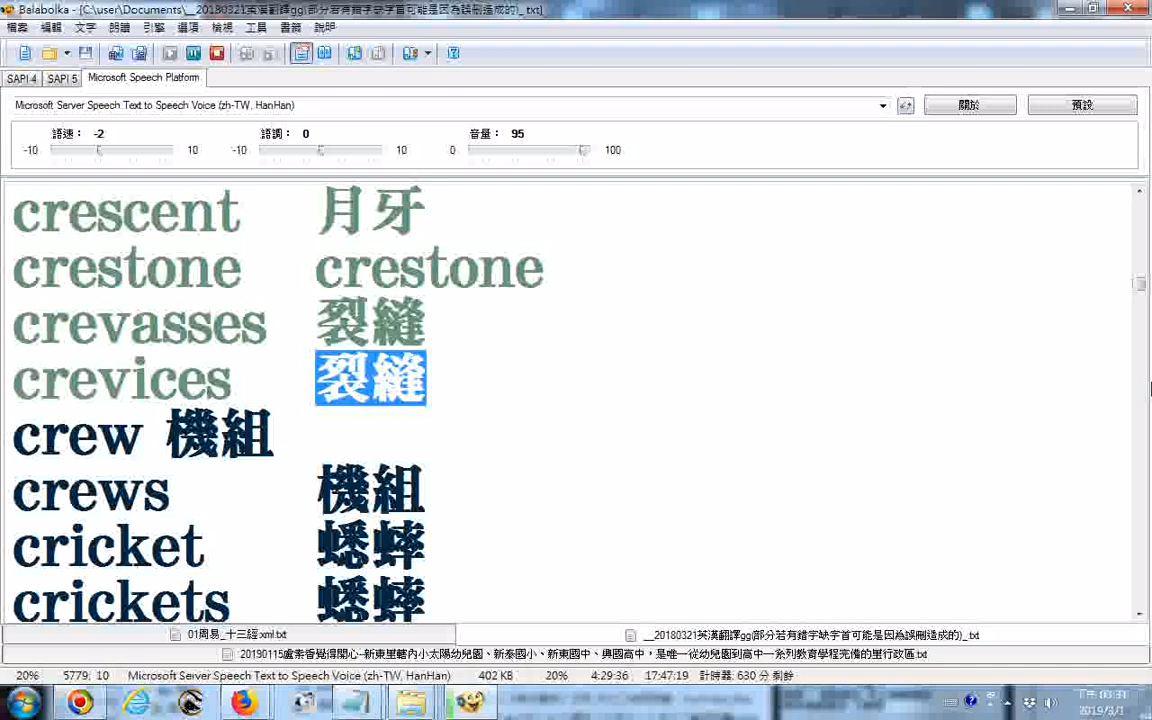 Balabolka - [C:\user\Documents\__20180321英漢翻譯gg(部分若有錯字缺字首可能是因為誤刪造成的)_.txt]
檔案 編輯 文字 朗讀 引擎 選項 檢視 工具 書籤 說明
SAPI 4 SAPI 5 Microsoft Speech Platform
Microsoft Server Speech Text to Speech Voice (zh-TW, HanHan) 關於 預設
語速： -2 語調： 0 音量： 95
-10 10 -10 10 0 100
crescent 月牙
crestone crestone
crevasses 裂縫
crevices 裂縫
crew 機組
crews 機組
cricket 蟋蟀
crickets 蟋蟀
01周易_十三經.xml.txt __20180321英漢翻譯gg(部分若有錯字缺字首可能是因為誤刪造成的)_.txt
20190115盧素香覺得開心-新東里轄內小太陽幼兒園、新泰國小、新東國中、興國高中，是唯一從幼兒園到高中一系列教育學程完備的里行政區.txt
20% 5779, 10 Microsoft Server Speech Text to Speech Voice (zh-TW, HanHan) 402 KB 20% 4:29:36 17:47:19 計時器: 630 分 剩餘
下午 03:31
2019/3/1